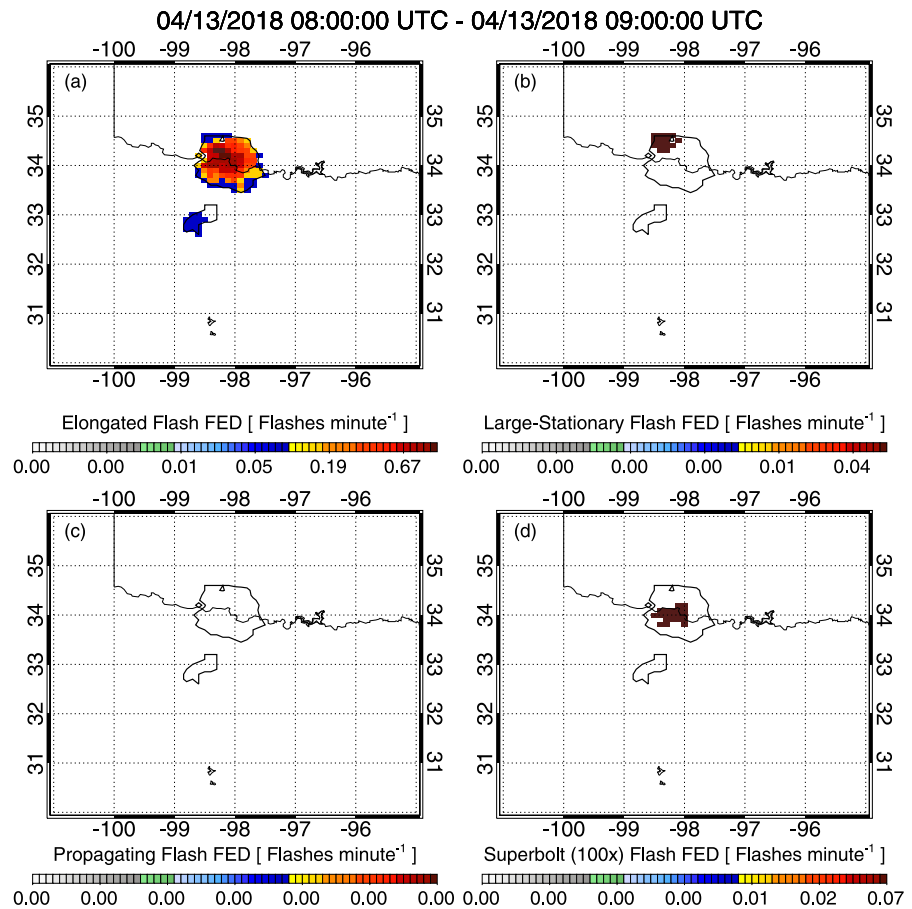 04/13/2018 08:00:00 UTC - 04/13/2018 09:00:00 UTC
-100 -99 -98 -97 -96
-100 -99 -98 -97 -96
(a)
(b)
35 35 35 35
34 34 34 34
33 33 33 33
32 32 32 32
31 31 31 31
-100 -99 -98 -97 -96
-100 -99 -98 -97 -96
Elongated Flash FED [ Flashes minute⁻¹ ]
Large-Stationary Flash FED [ Flashes minute⁻¹ ]
0.00 0.00 0.01 0.05 0.19 0.67
0.00 0.00 0.00 0.00 0.01 0.04
-100 -99 -98 -97 -96
-100 -99 -98 -97 -96
(c)
(d)
35 35 35 35
34 34 34 34
33 33 33 33
32 32 32 32
31 31 31 31
-100 -99 -98 -97 -96
-100 -99 -98 -97 -96
Propagating Flash FED [ Flashes minute⁻¹ ]
Superbolt (100x) Flash FED [ Flashes minute⁻¹ ]
0.00 0.00 0.00 0.00 0.00 0.00 0.00
0.00 0.00 0.00 0.00 0.01 0.02 0.07